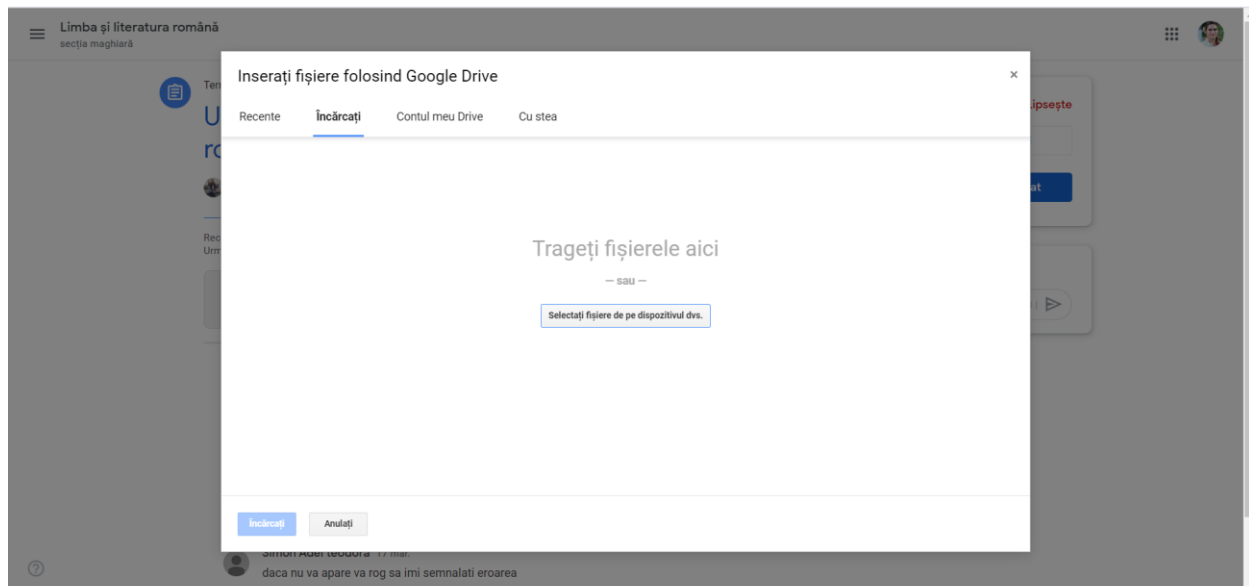 Limba și literatura română
secția maghiară
Inserați fișiere folosind Google Drive
×
Recente Încărcați Contul meu Drive Cu stea
Trageți fișierele aici
— sau —
Selectați fișiere de pe dispozitivul dvs.
Încărcați Anulați
Simon Adel teodora 17 mar.
daca nu va apare va rog sa imi semnalati eroarea